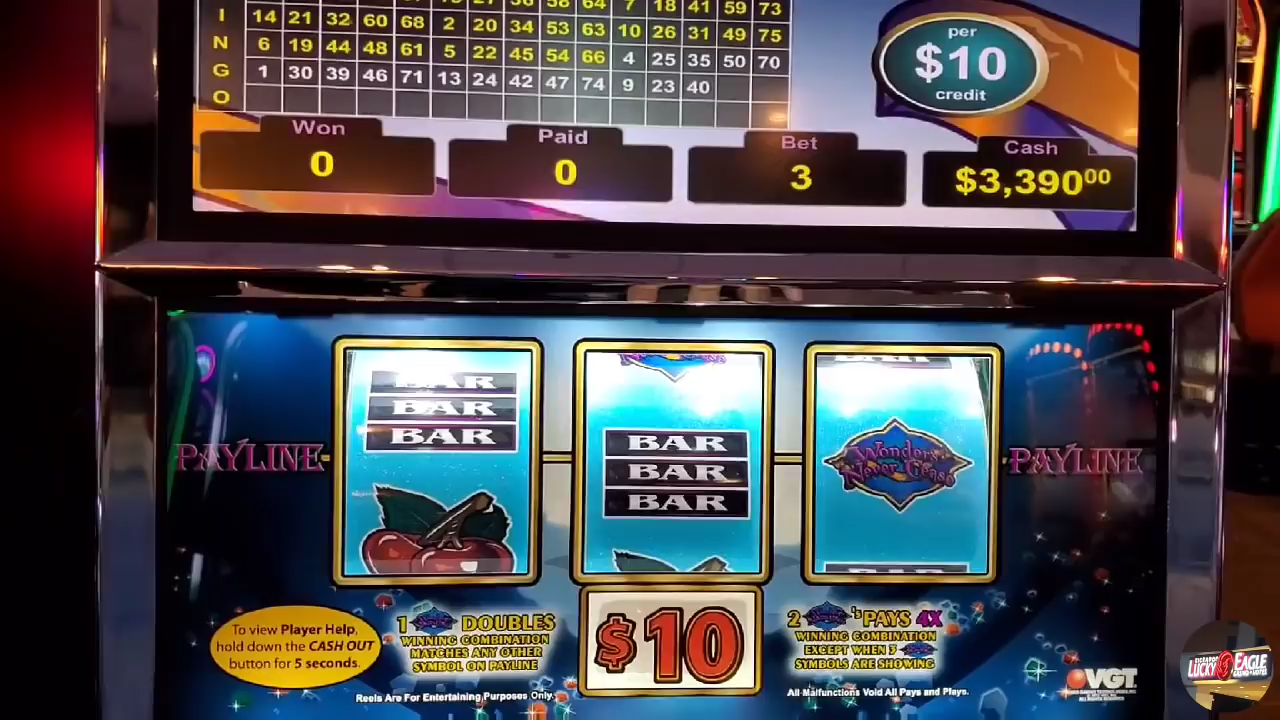 58 64 7 18 41 59 73
I 14 21 32 60 68 2 20 34 53 63 10 26 31 49 75
N 6 19 44 48 61 5 22 45 54 66 4 25 35 50 70
G 1 30 39 46 71 13 24 42 47 74 9 23 40
O
per
$10
credit
Won
0
Paid
0
Bet
3
Cash
$3,390⁰⁰
BAR
BAR
BAR
BAR
BAR
BAR
Wonders
Never Cease
PAYLINE
PAYLINE
To view Player Help,
hold down the CASH OUT
button for 5 seconds.
1 DOUBLES
WINNING COMBINATION
MATCHES ANY OTHER
SYMBOL ON PAYLINE
$10
2 'S PAYS 4X
WINNING COMBINATION
EXCEPT WHEN 3
SYMBOLS ARE SHOWING
Reels Are For Entertaining Purposes Only.
All Malfunctions Void All Pays and Plays.
VGT
LUCKY EAGLE